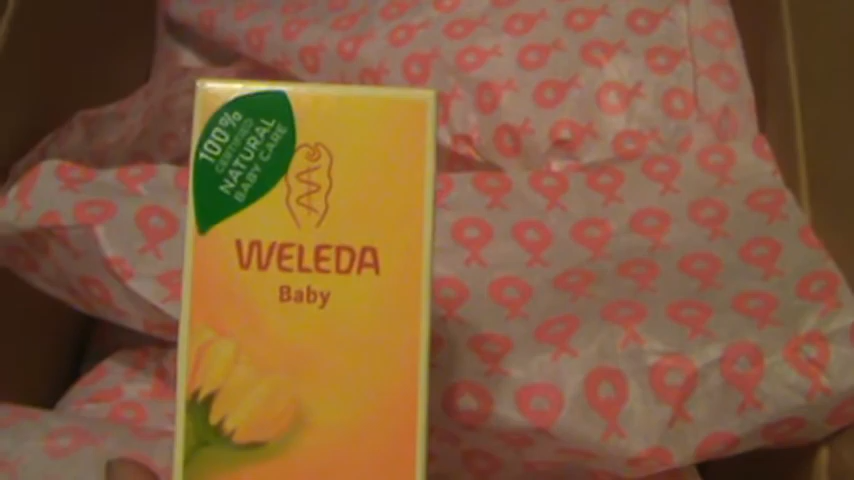 100%
CERTIFIED
NATURAL
BABY CARE
WELEDA
Baby